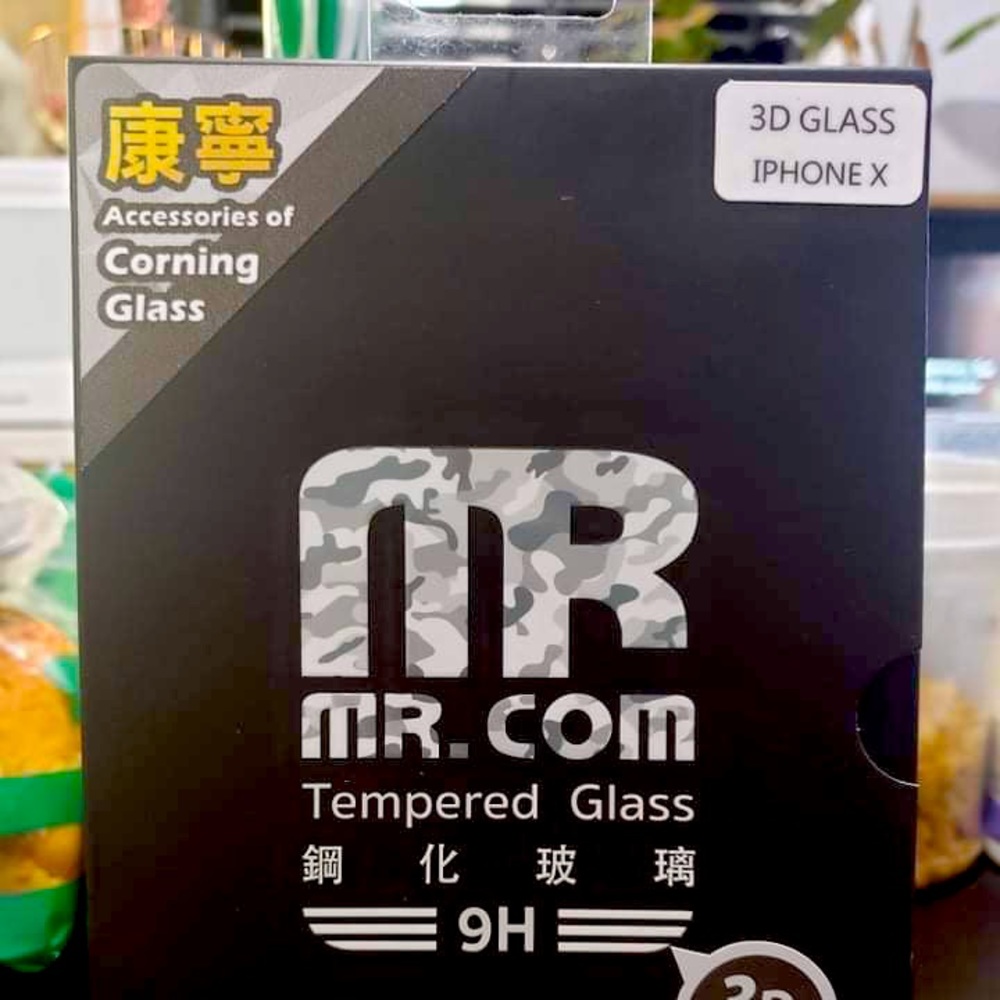 康寧
Accessories of
Corning
Glass
3D GLASS
IPHONE X
MR
MR.COM
Tempered Glass
鋼化玻璃
9H
3D